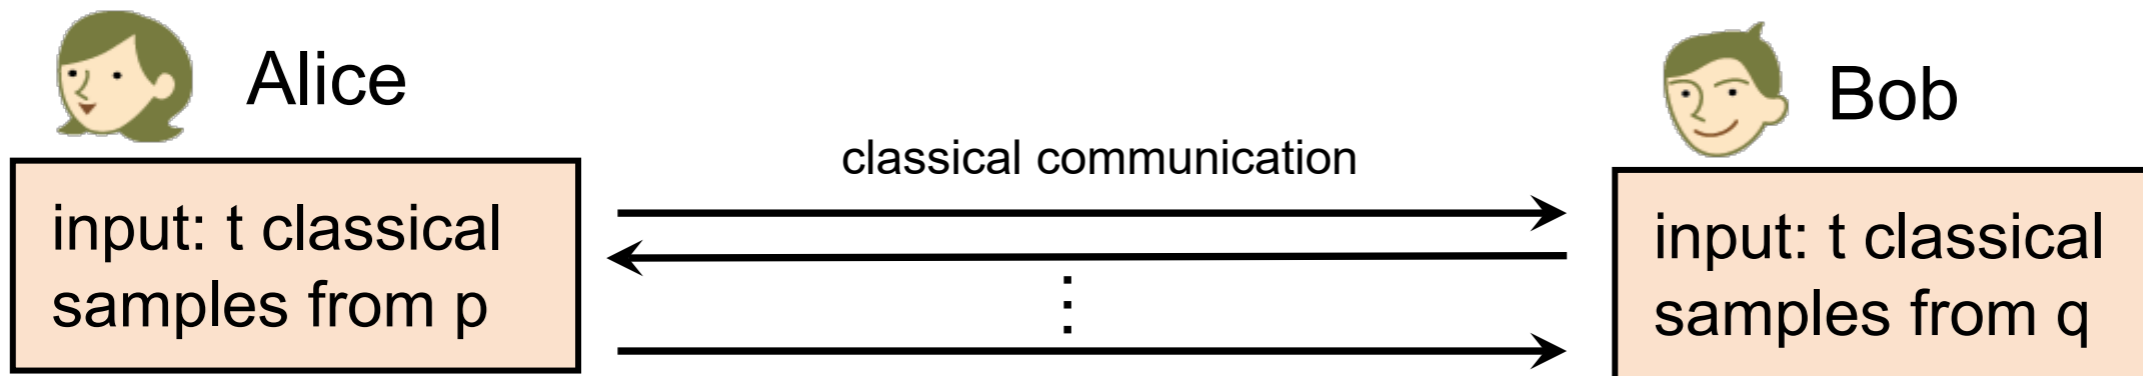 Alice
Bob
classical communication
input: t classical
samples from p
input: t classical
samples from q